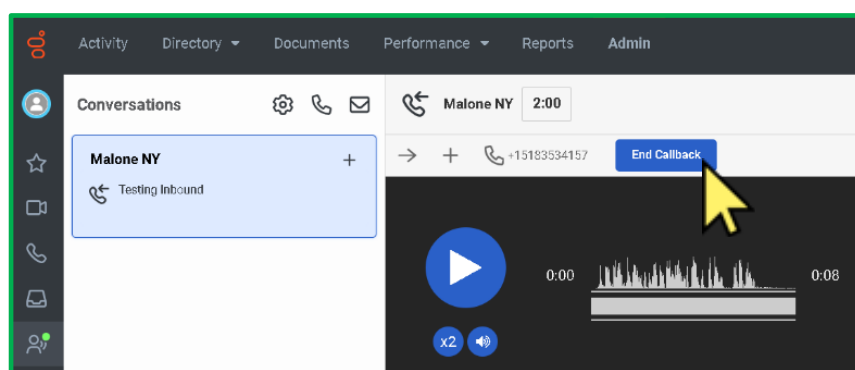 Activity Directory Documents Performance Reports Admin
Conversations
Malone NY 2:00
Malone NY
+
Testing Inbound
+15183534157 End Callback
0:00 0:08
x2